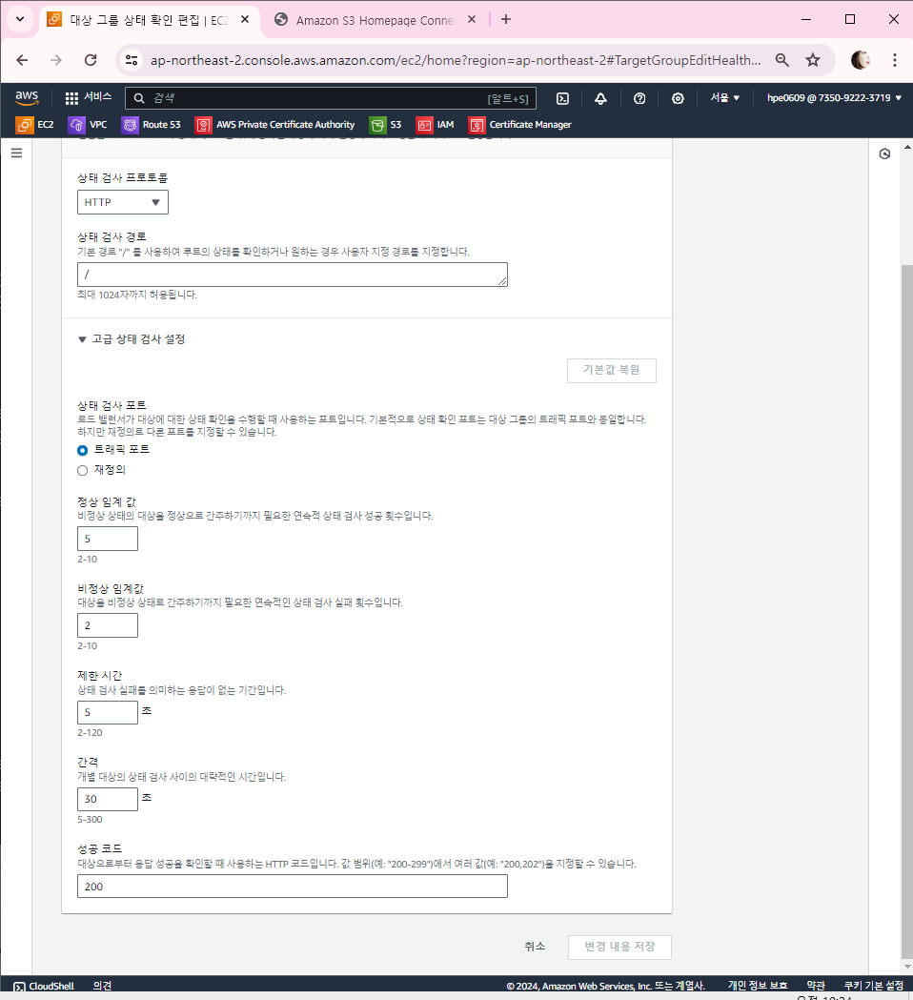 대상 그룹 상태 확인 편집 | EC2
Amazon S3 Homepage Conne
ap-northeast-2.console.aws.amazon.com/ec2/home?region=ap-northeast-2#TargetGroupEditHealth...
aws
서비스
검색
[알트+S]
서울
hpe0609 @ 7350-9222-3719
EC2
VPC
Route 53
AWS Private Certificate Authority
S3
IAM
Certificate Manager
상태 검사 프로토콜
HTTP
상태 검사 경로
기본 경로 "/" 를 사용하여 루트의 상태를 확인하거나 원하는 경우 사용자 지정 경로를 지정합니다.
/
최대 1024자까지 허용됩니다.
고급 상태 검사 설정
기본값 복원
상태 검사 포트
로드 밸런서가 대상에 대한 상태 확인을 수행할 때 사용하는 포트입니다. 기본적으로 상태 확인 포트는 대상 그룹의 트래픽 포트와 동일합니다.
하지만 재정의로 다른 포트를 지정할 수 있습니다.
트래픽 포트
재정의
정상 임계 값
비정상 상태의 대상을 정상으로 간주하기까지 필요한 연속적 상태 검사 성공 횟수입니다.
5
2-10
비정상 임계값
대상을 비정상 상태로 간주하기까지 필요한 연속적인 상태 검사 실패 횟수입니다.
2
2-10
제한 시간
상태 검사 실패를 의미하는 응답이 없는 기간입니다.
5 초
2-120
간격
개별 대상의 상태 검사 사이의 대략적인 시간입니다.
30 초
5-300
성공 코드
대상으로부터 응답 성공을 확인할 때 사용하는 HTTP 코드입니다. 값 범위(예: "200-299")에서 여러 값(예: "200,202")을 지정할 수 있습니다.
200
취소
변경 내용 저장
CloudShell
의견
© 2024, Amazon Web Services, Inc. 또는 계열사.
개인 정보 보호
약관
쿠키 기본 설정